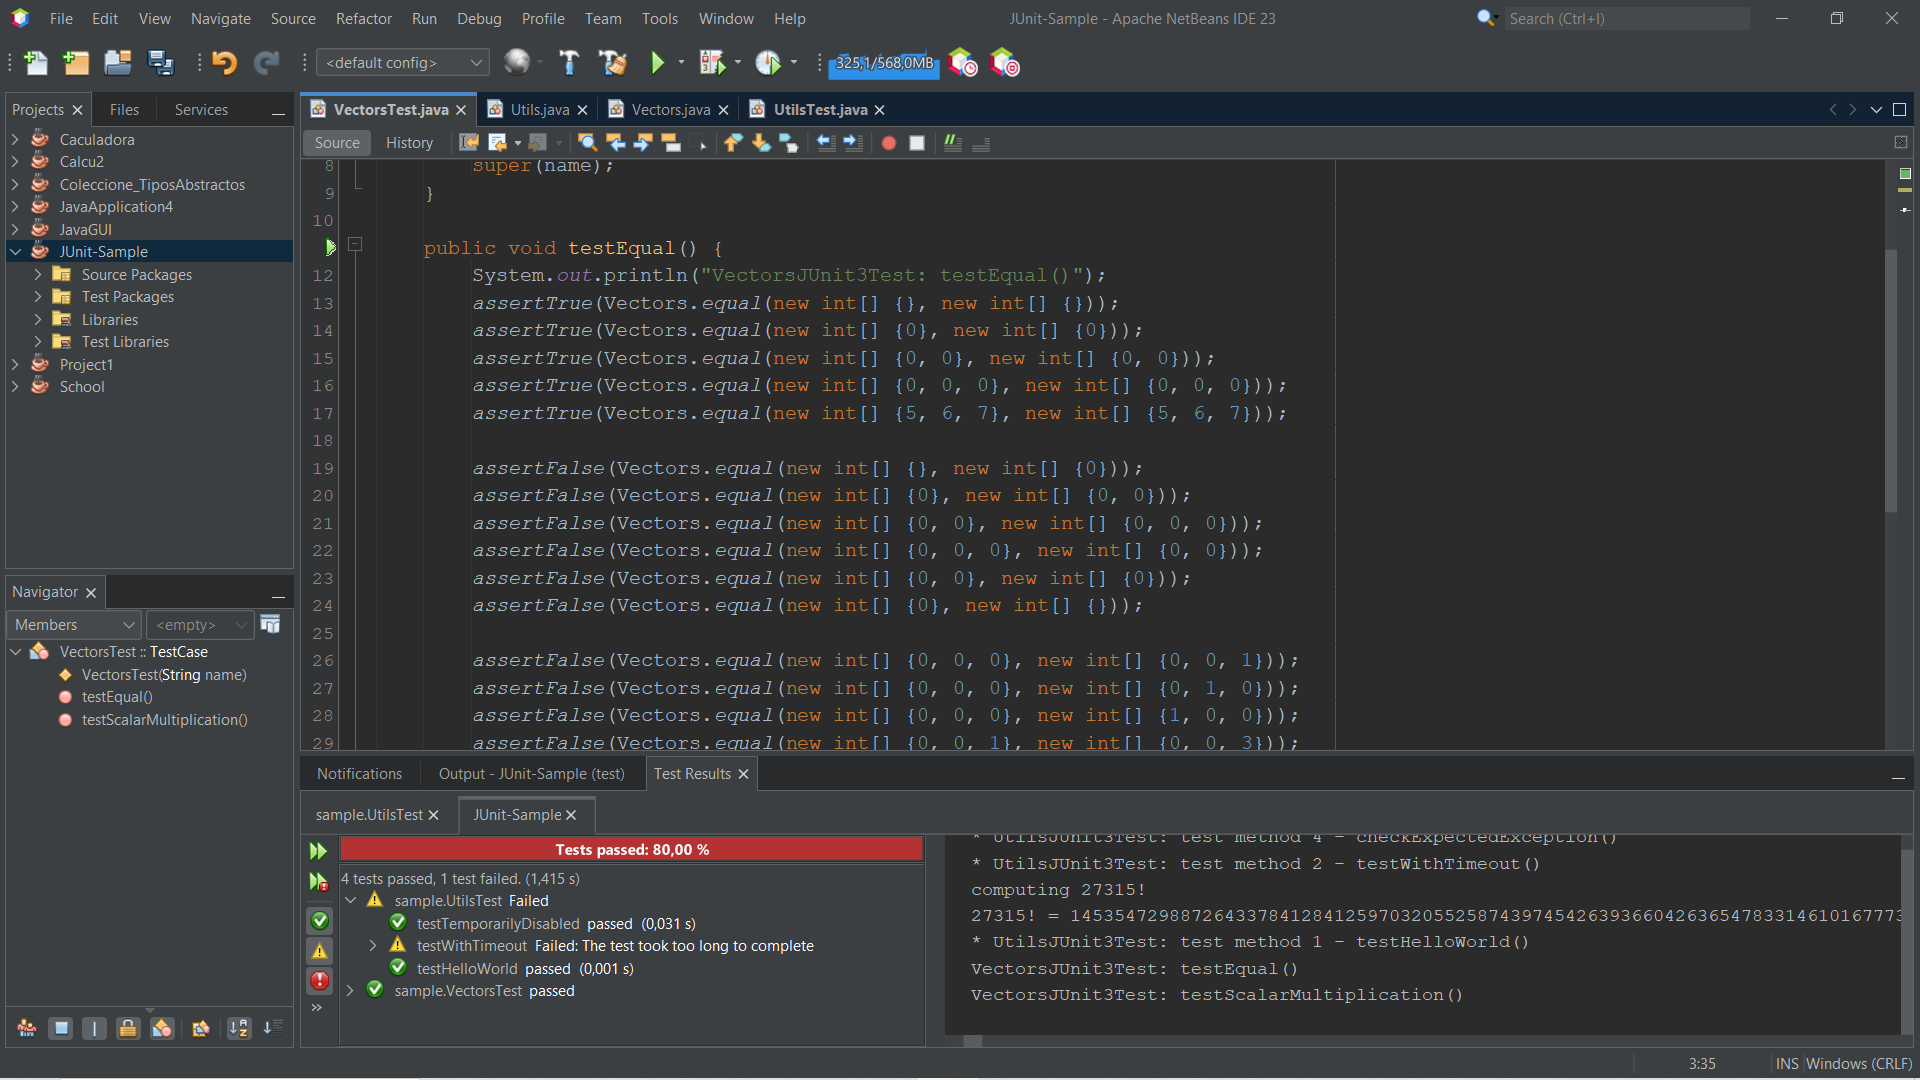 File Edit View Navigate Source Refactor Run Debug Profile Team Tools Window Help
JUnit-Sample - Apache NetBeans IDE 23
Search (Ctrl+I)
<default config>
325,1/568,0MB
Projects Files Services
Caculadora
Calcu2
Coleccione_TiposAbstractos
JavaApplication4
JavaGUI
JUnit-Sample
Source Packages
Test Packages
Libraries
Test Libraries
Project1
School
Navigator
Members
<empty>
VectorsTest :: TestCase
VectorsTest(String name)
testEqual()
testScalarMultiplication()
VectorsTest.java Utils.java Vectors.java UtilsTest.java
Source History
8 super(name);
9 }
10
public void testEqual() {
12 System.out.println("VectorsJUnit3Test: testEqual()");
13 assertTrue(Vectors.equal(new int[] {}, new int[] {}));
14 assertTrue(Vectors.equal(new int[] {0}, new int[] {0}));
15 assertTrue(Vectors.equal(new int[] {0, 0}, new int[] {0, 0}));
16 assertTrue(Vectors.equal(new int[] {0, 0, 0}, new int[] {0, 0, 0}));
17 assertTrue(Vectors.equal(new int[] {5, 6, 7}, new int[] {5, 6, 7}));
18
19 assertFalse(Vectors.equal(new int[] {}, new int[] {0}));
20 assertFalse(Vectors.equal(new int[] {0}, new int[] {0, 0}));
21 assertFalse(Vectors.equal(new int[] {0, 0}, new int[] {0, 0, 0}));
22 assertFalse(Vectors.equal(new int[] {0, 0, 0}, new int[] {0, 0}));
23 assertFalse(Vectors.equal(new int[] {0, 0}, new int[] {0}));
24 assertFalse(Vectors.equal(new int[] {0}, new int[] {}));
25
26 assertFalse(Vectors.equal(new int[] {0, 0, 0}, new int[] {0, 0, 1}));
27 assertFalse(Vectors.equal(new int[] {0, 0, 0}, new int[] {0, 1, 0}));
28 assertFalse(Vectors.equal(new int[] {0, 0, 0}, new int[] {1, 0, 0}));
29 assertFalse(Vectors.equal(new int[] {0, 0, 1}, new int[] {0, 0, 3}));
Notifications Output - JUnit-Sample (test) Test Results
sample.UtilsTest JUnit-Sample
Tests passed: 80,00 %
4 tests passed, 1 test failed. (1,415 s)
sample.UtilsTest Failed
testTemporarilyDisabled passed (0,031 s)
testWithTimeout Failed: The test took too long to complete
testHelloWorld passed (0,001 s)
sample.VectorsTest passed
* UtilsJUnit3Test: test method 4 - checkExpectedException()
* UtilsJUnit3Test: test method 2 - testWithTimeout()
computing 27315!
27315! = 1453547298872643378412841259703205525874397454263936604263654783314610167773
* UtilsJUnit3Test: test method 1 - testHelloWorld()
VectorsJUnit3Test: testEqual()
VectorsJUnit3Test: testScalarMultiplication()
3:35 INS Windows (CRLF)